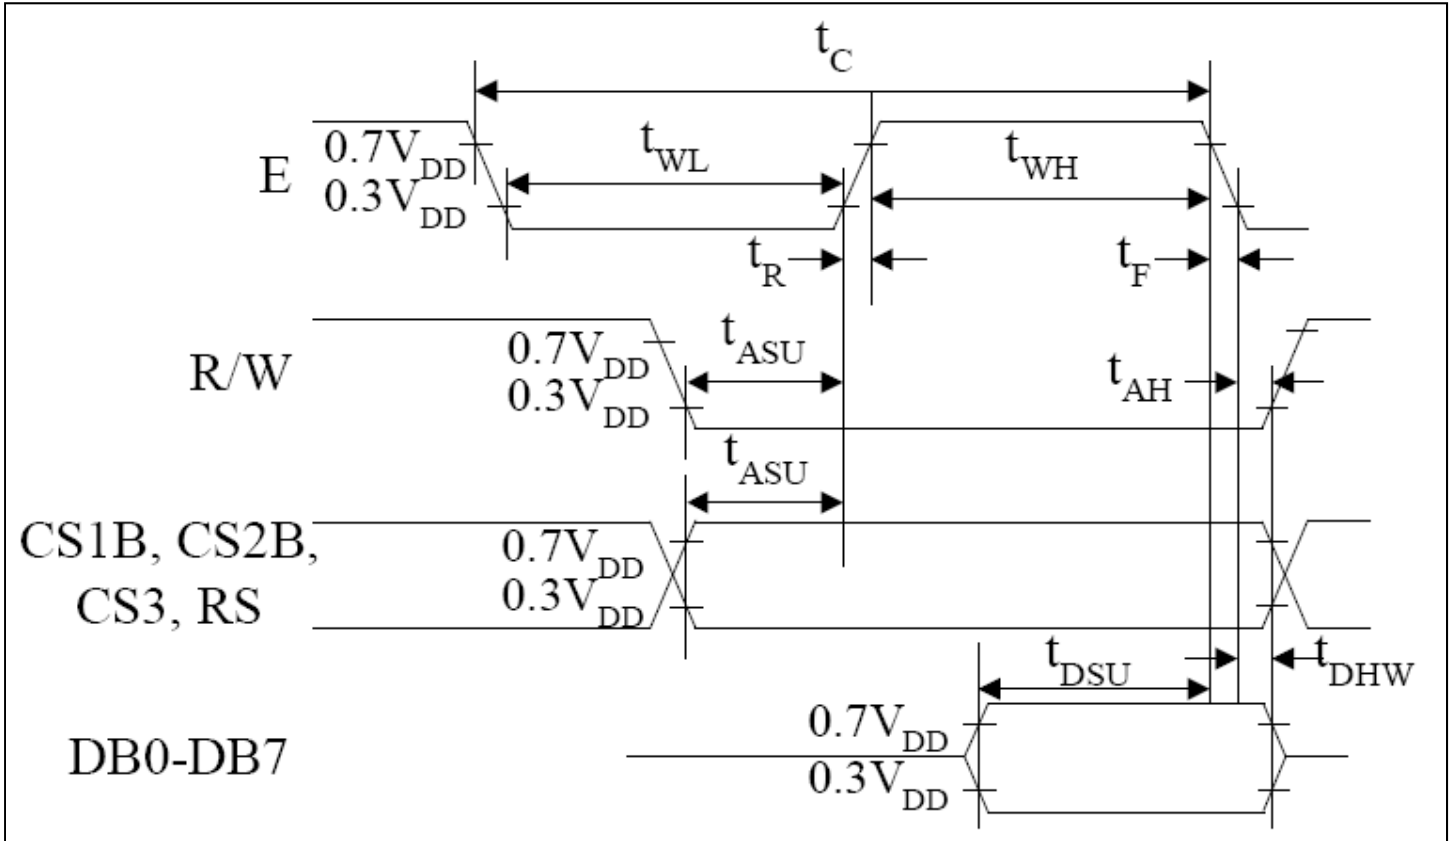 tC
E
0.7VDD
0.3VDD
tWL
tWH
tR
tF
R/W
0.7VDD
0.3VDD
tASU
tAH
tASU
CS1B, CS2B,
CS3, RS
0.7VDD
0.3VDD
tDSU
tDHW
DB0-DB7
0.7VDD
0.3VDD